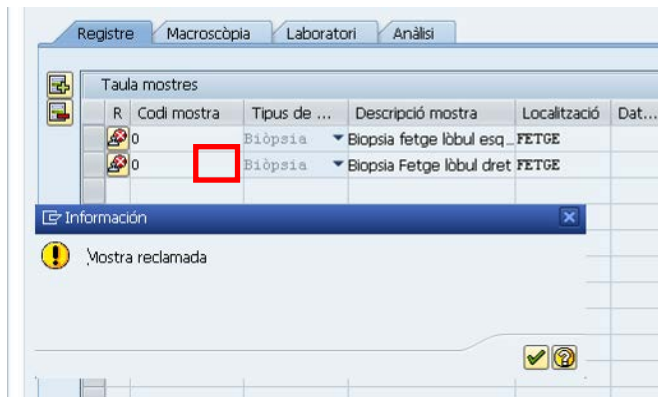 Registre Macroscòpia Laboratori Anàlisi
Taula mostres
R Codi mostra Tipus de ... Descripció mostra Localització Dat...
0 Biòpsia Biopsia fetge lòbul esq FETGE
0 Biòpsia Biopsia Fetge lòbul dret FETGE
Información
Mostra reclamada